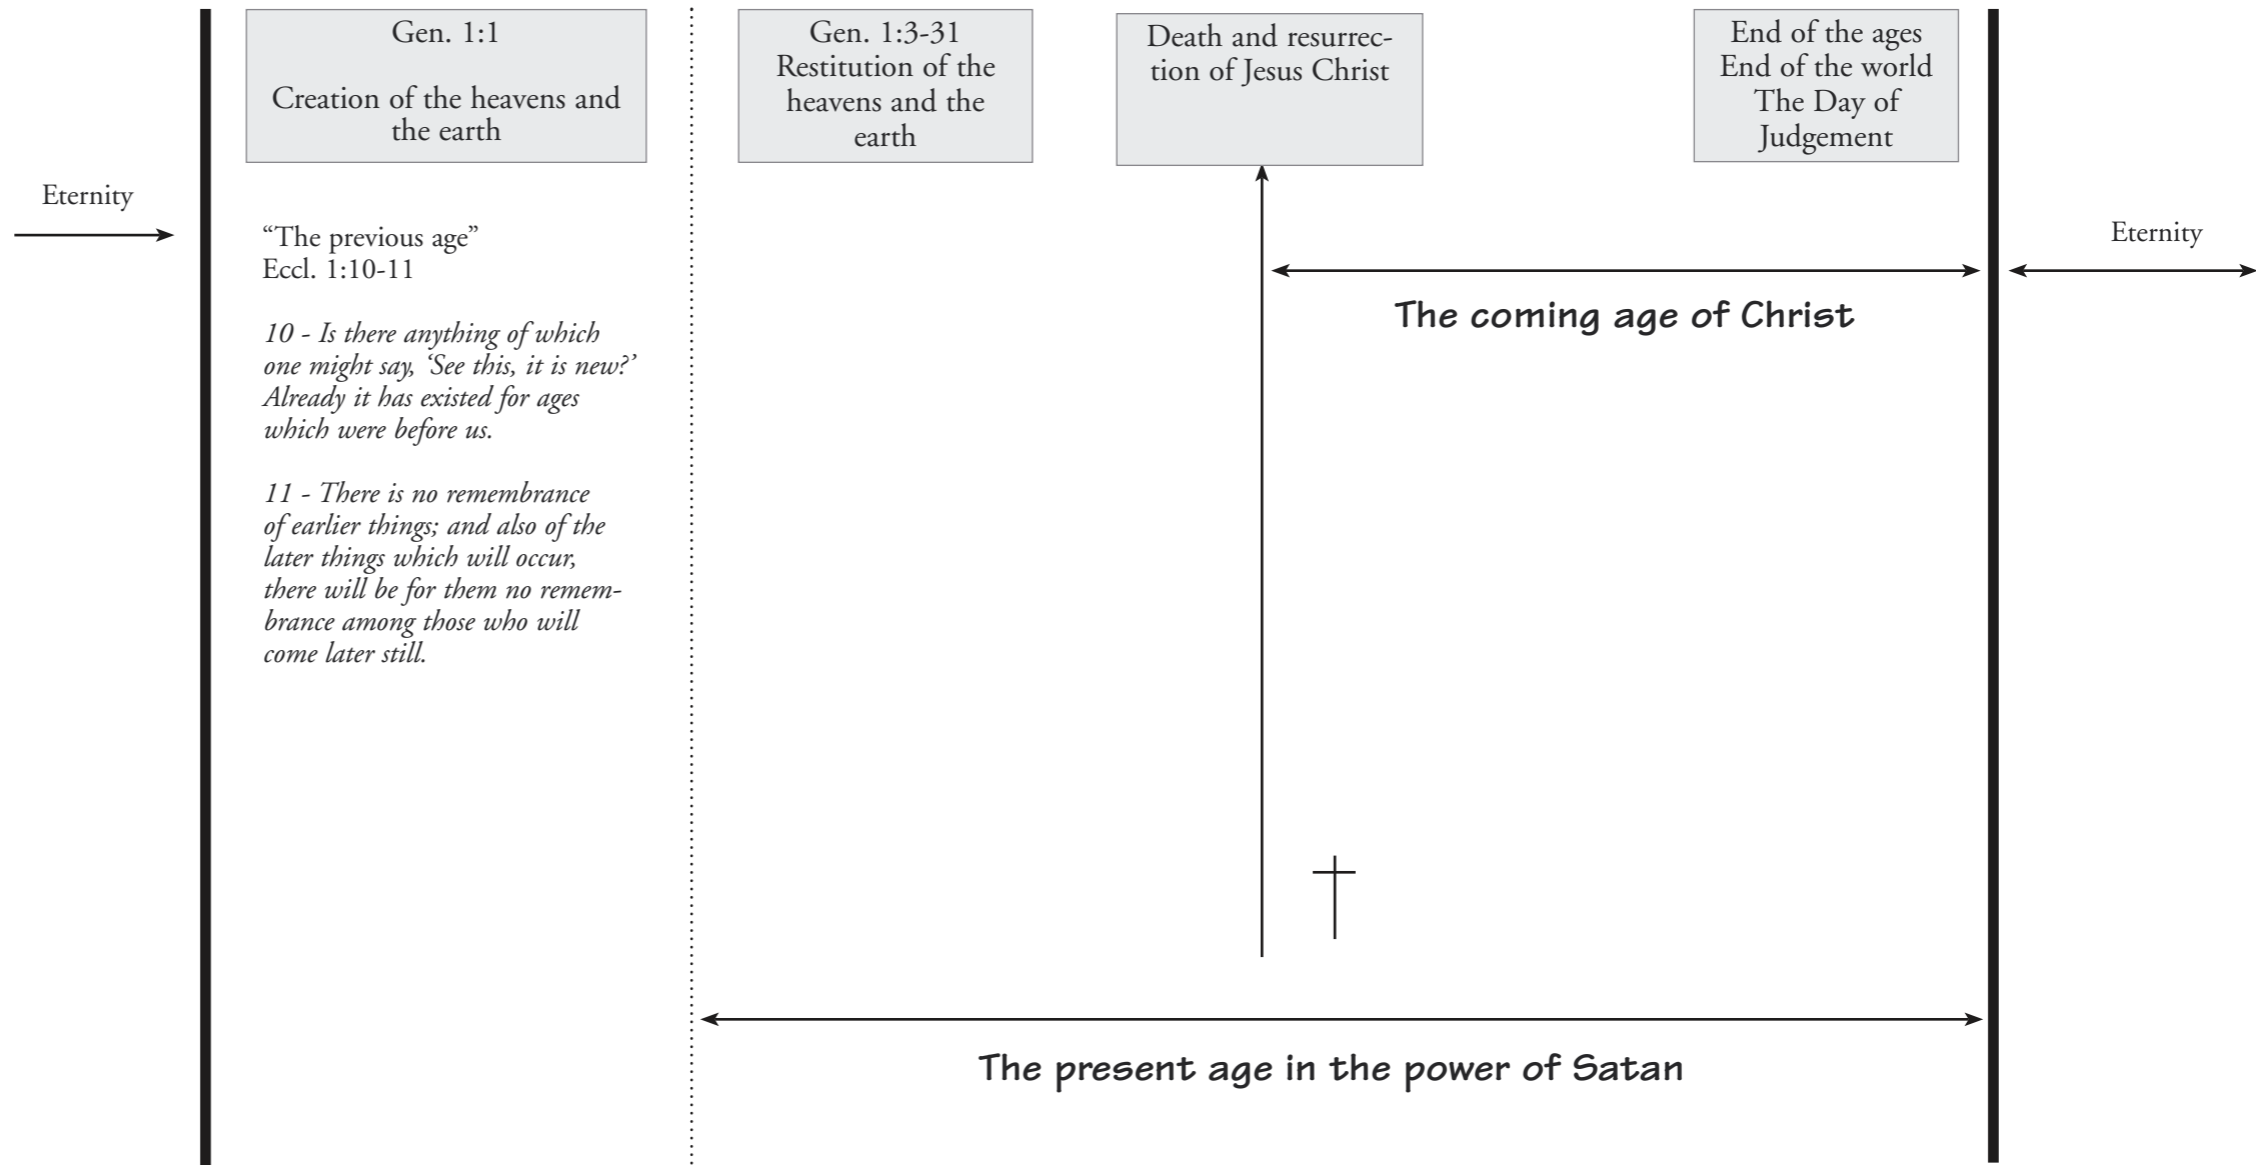 Gen. 1:1
Creation of the heavens and
the earth
Gen. 1:3-31
Restitution of the
heavens and the
earth
Death and resurrec-
tion of Jesus Christ
End of the ages
End of the world
The Day of
Judgement
Eternity
“The previous age”
Eccl. 1:10-11
10 - Is there anything of which
one might say, ‘See this, it is new?’
Already it has existed for ages
which were before us.
11 - There is no remembrance
of earlier things; and also of the
later things which will occur,
there will be for them no remem-
brance among those who will
come later still.
Eternity
The coming age of Christ
The present age in the power of Satan